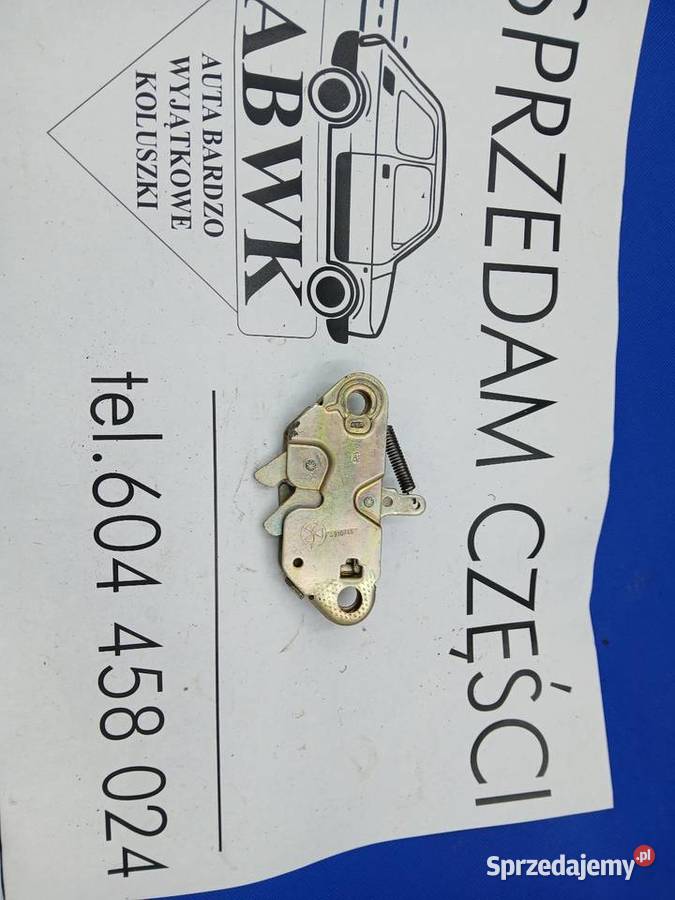 SPRZEDAM CZĘŚCI
ABWK
AUTA BARDZO
WYJĄTKOWE
KOLUSZKI
tel.604 458 024
Sprzedajemy.pl